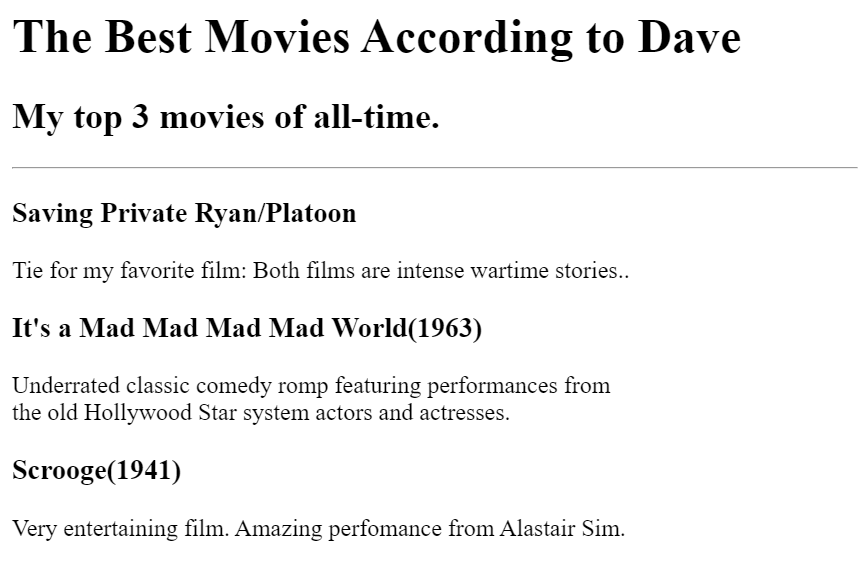 The Best Movies According to Dave
My top 3 movies of all-time.
Saving Private Ryan/Platoon
Tie for my favorite film: Both films are intense wartime stories..
It's a Mad Mad Mad Mad World(1963)
Underrated classic comedy romp featuring performances from
the old Hollywood Star system actors and actresses.
Scrooge(1941)
Very entertaining film. Amazing perfomance from Alastair Sim.